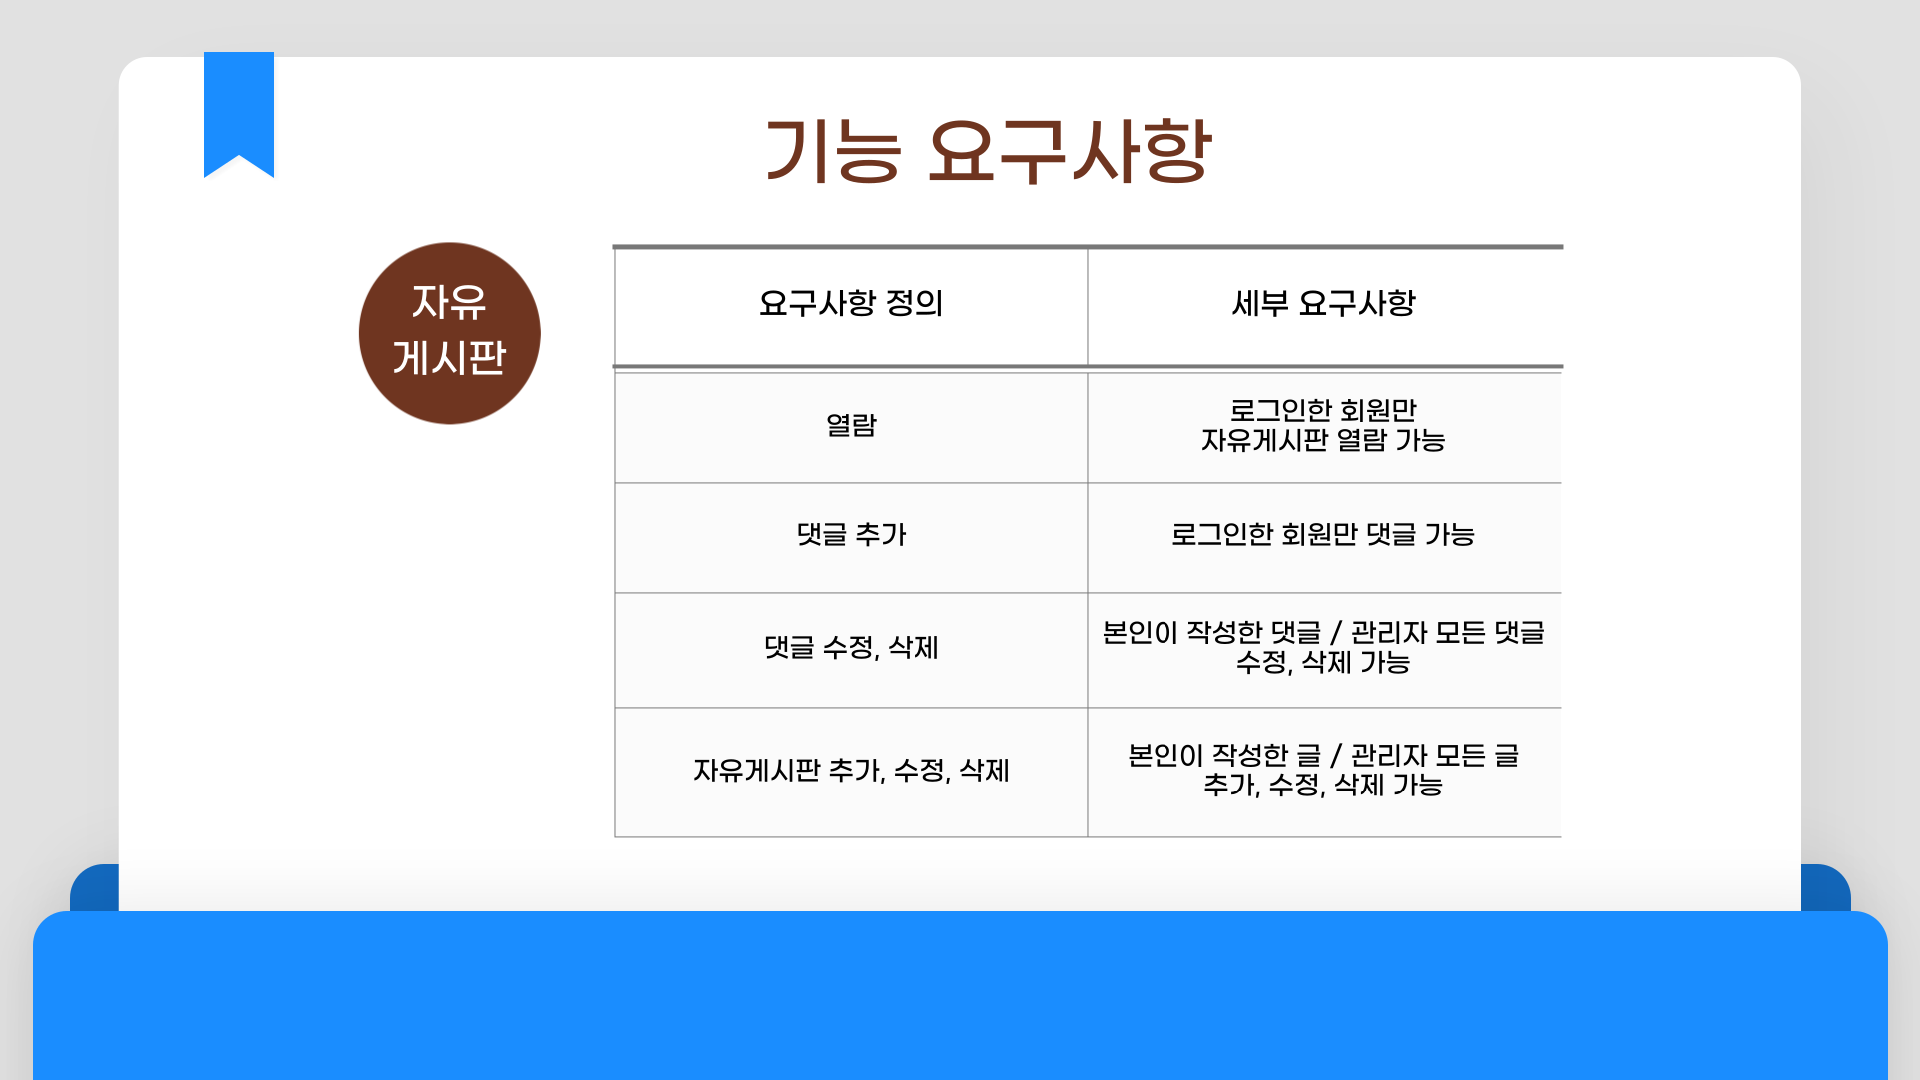 기능 요구사항
자유
게시판
요구사항 정의
세부 요구사항
열람
로그인한 회원만
자유게시판 열람 가능
댓글 추가
로그인한 회원만 댓글 가능
댓글 수정, 삭제
본인이 작성한 댓글 / 관리자 모든 댓글
수정, 삭제 가능
자유게시판 추가, 수정, 삭제
본인이 작성한 글 / 관리자 모든 글
추가, 수정, 삭제 가능